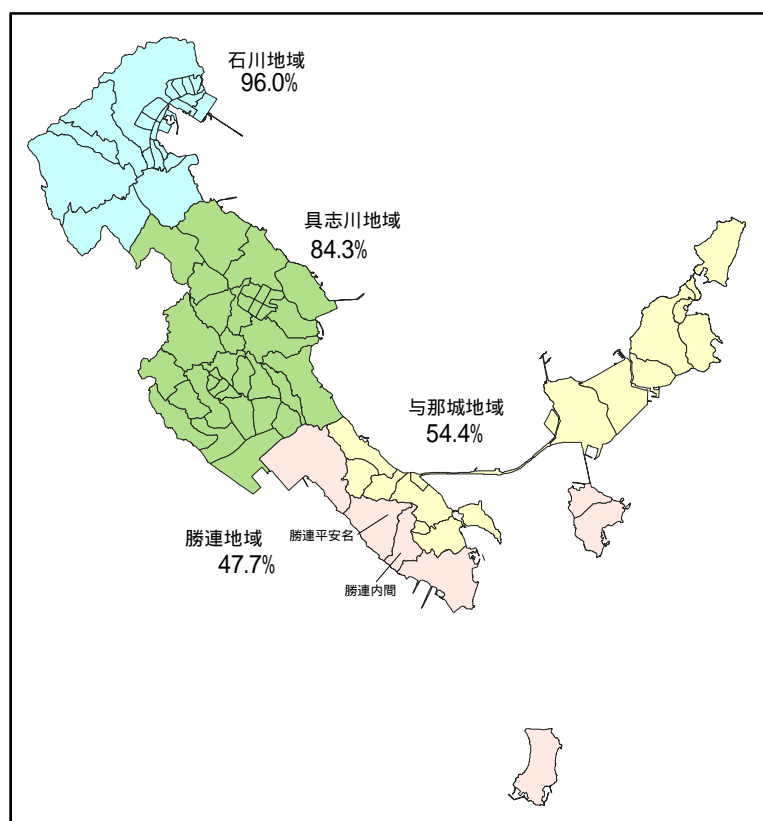 石川地域
96.0%
具志川地域
84.3%
与那城地域
54.4%
勝連地域
47.7%
勝連平安名
勝連内間